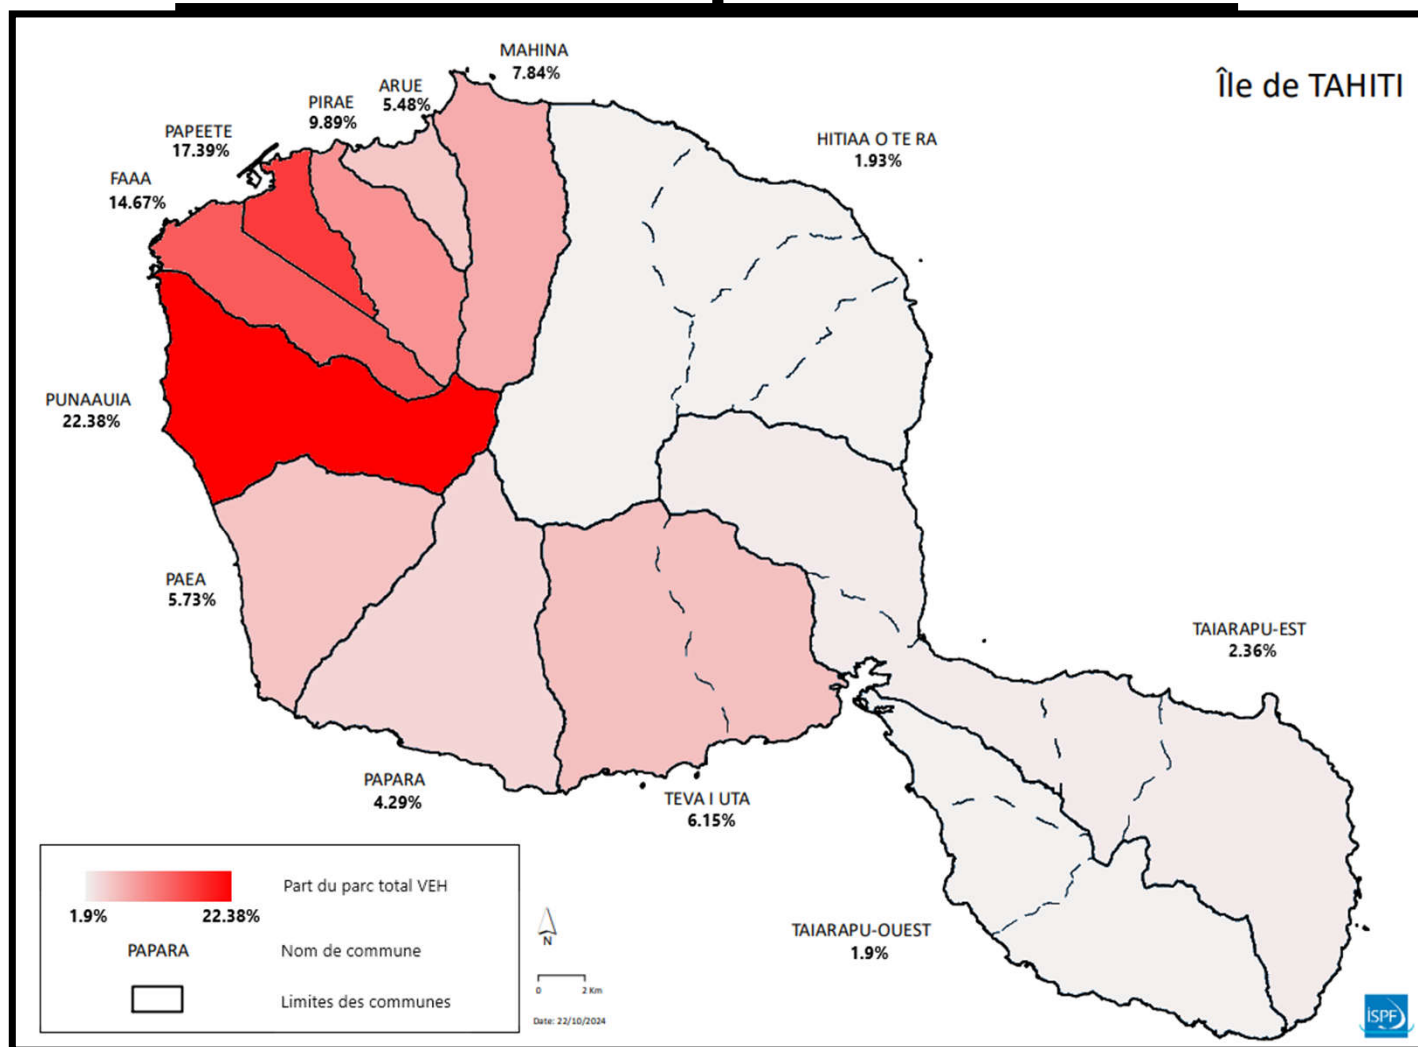 Île de TAHITI
MAHINA
7.84%
ARUE
5.48%
PIRAE
9.89%
PAPEETE
17.39%
FAAA
14.67%
HITIAA O TE RA
1.93%
PUNAAUIA
22.38%
PAEA
5.73%
TAIARAPU-EST
2.36%
PAPARA
4.29%
TEVA I UTA
6.15%
TAIARAPU-OUEST
1.9%
Part du parc total VEH
1.9% 22.38%
PAPARA Nom de commune
Limites des communes
N
0 2 Km
Date: 22/10/2024
ISPF